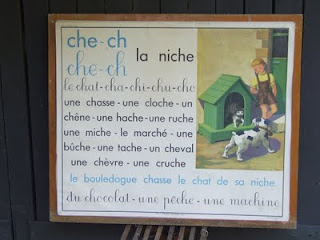 che-ch
la niche
che-ch
le chat-cha-chi-chu-cho
une chasse - une cloche - un
chêne - une hache - une ruche
une miche - le marché - une
bûche - une tache - un cheval
une chèvre - une cruche
le bouledogue chasse le chat de sa niche.
du chocolat - une pêche - une machine